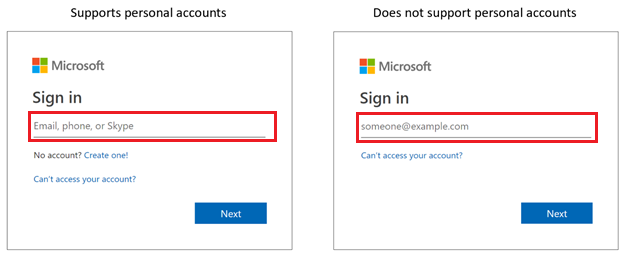 Supports personal accounts
Microsoft
Sign in
Email, phone, or Skype
No account? Create one!
Can't access your account?
Next
Does not support personal accounts
Microsoft
Sign in
someone@example.com
Can't access your account?
Next